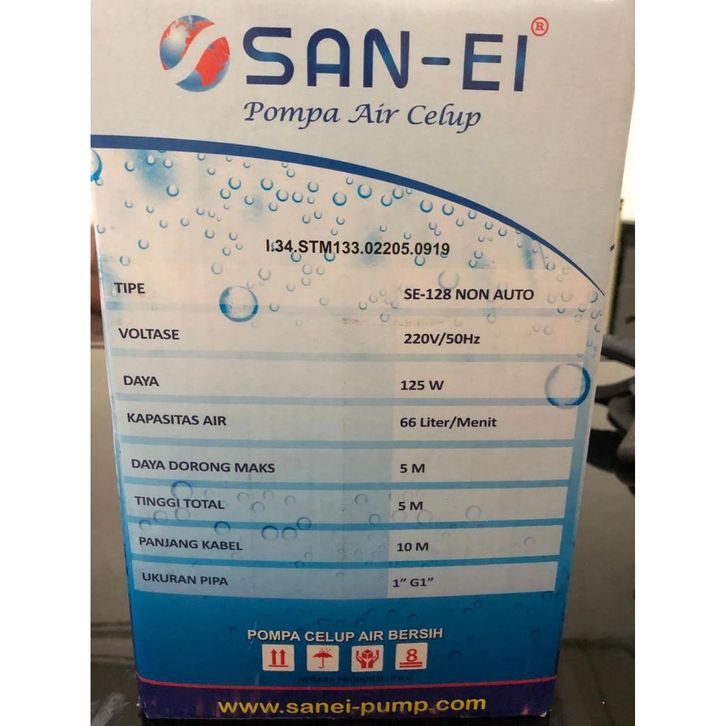 SAN-EI®
Pompa Air Celup
I.34.STM133.02205.0919
TIPE SE-128 NON AUTO
VOLTASE 220V/50Hz
DAYA 125 W
KAPASITAS AIR 66 Liter/Menit
DAYA DORONG MAKS 5 M
TINGGI TOTAL 5 M
PANJANG KABEL 10 M
UKURAN PIPA 1" G1"
POMPA CELUP AIR BERSIH
8
NEGARA PRODUKSI P.R.C
www.sanei-pump.com